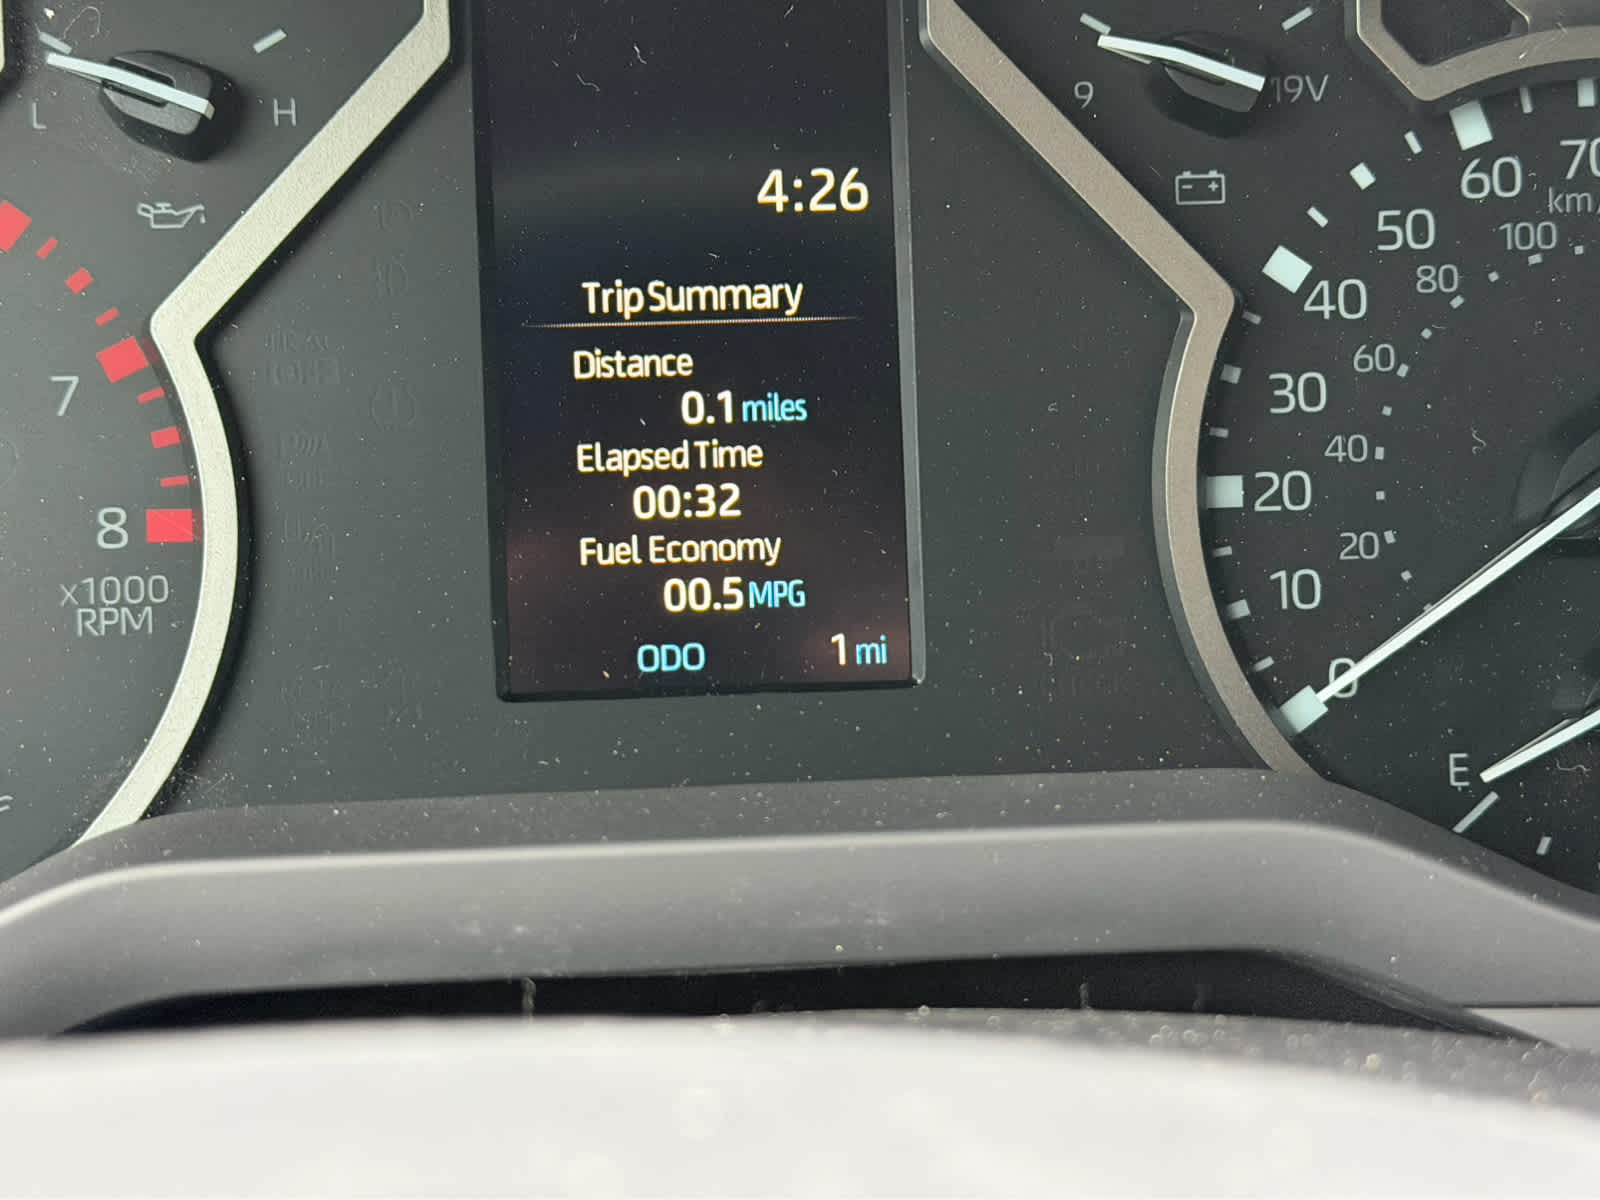 L
H
7
8
x1000
RPM
4:26
Trip Summary
Distance
0.1 miles
Elapsed Time
00:32
Fuel Economy
00.5 MPG
ODO 1 mi
9
19V
60
50
40
30
20
10
0
km/
100
80
60
40
20
E